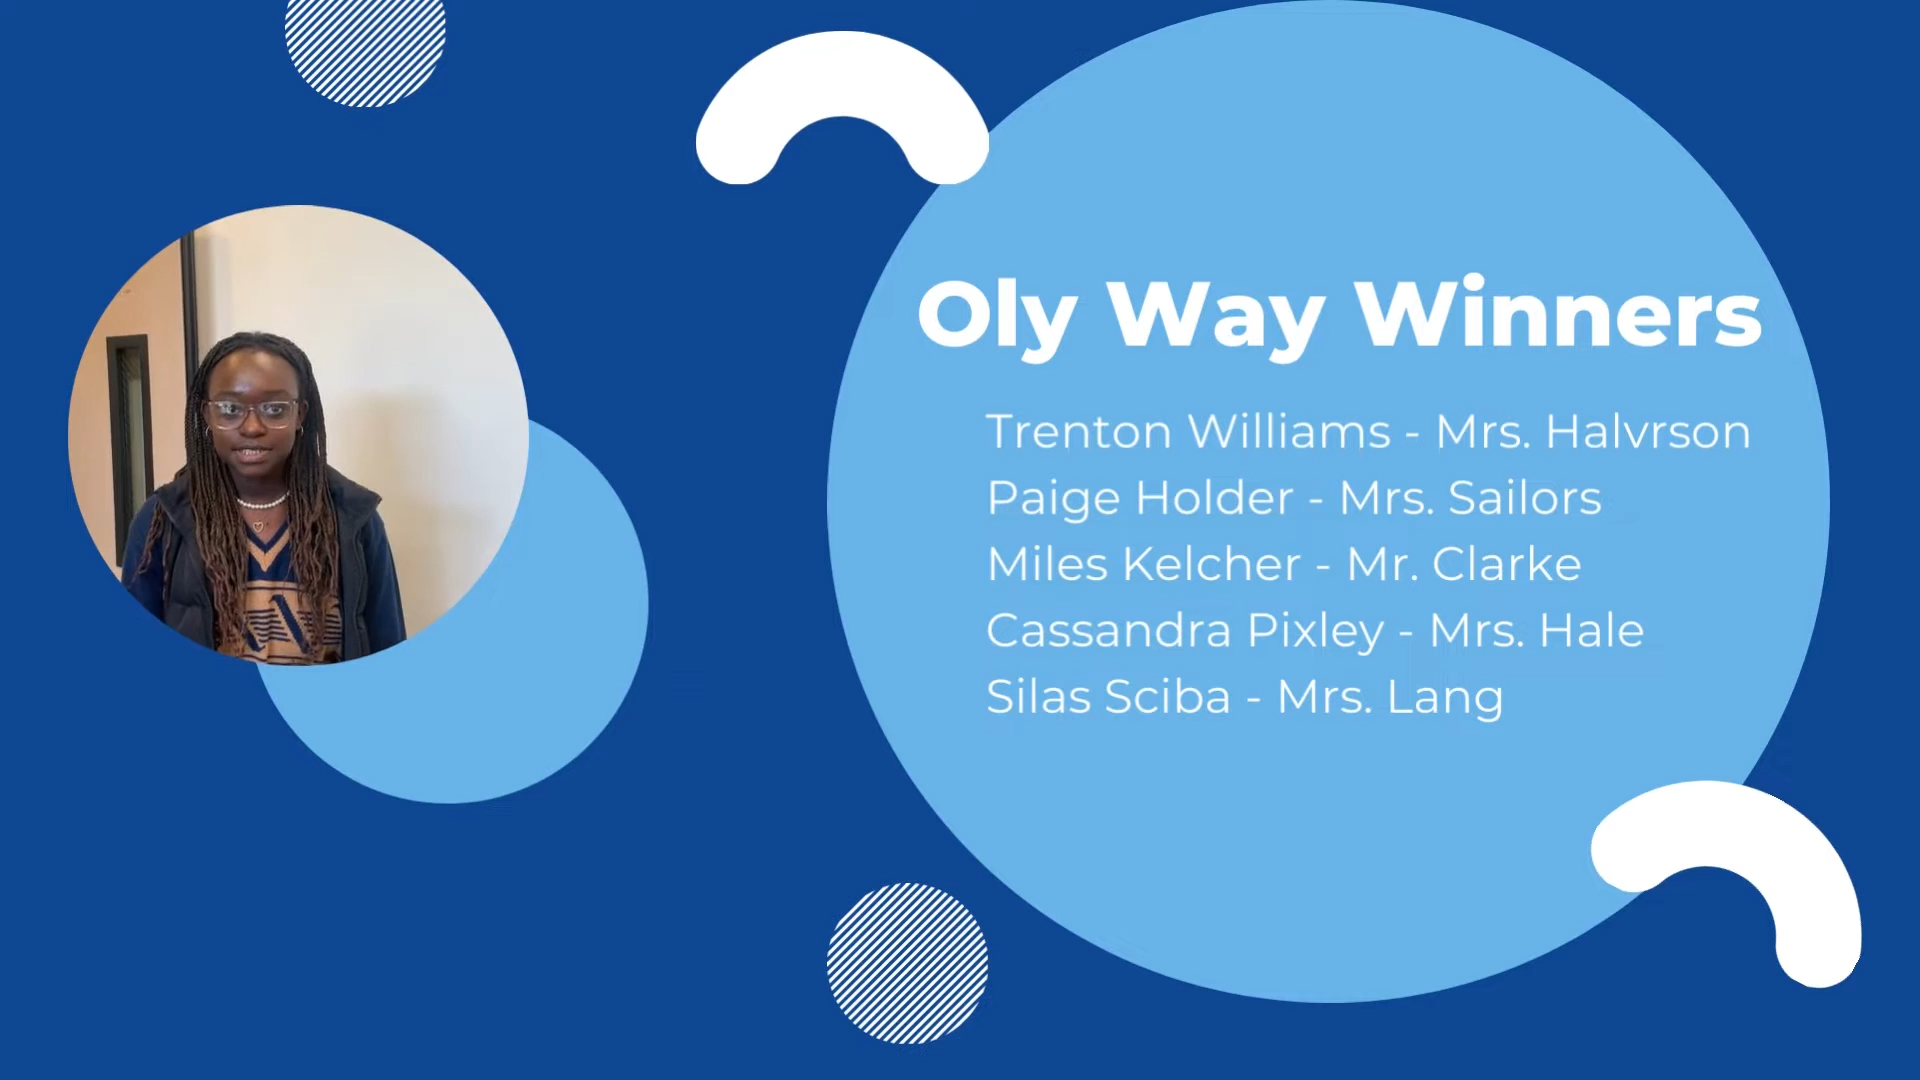 Oly Way Winners
Trenton Williams - Mrs. Halvrson
Paige Holder - Mrs. Sailors
Miles Kelcher - Mr. Clarke
Cassandra Pixley - Mrs. Hale
Silas Sciba - Mrs. Lang